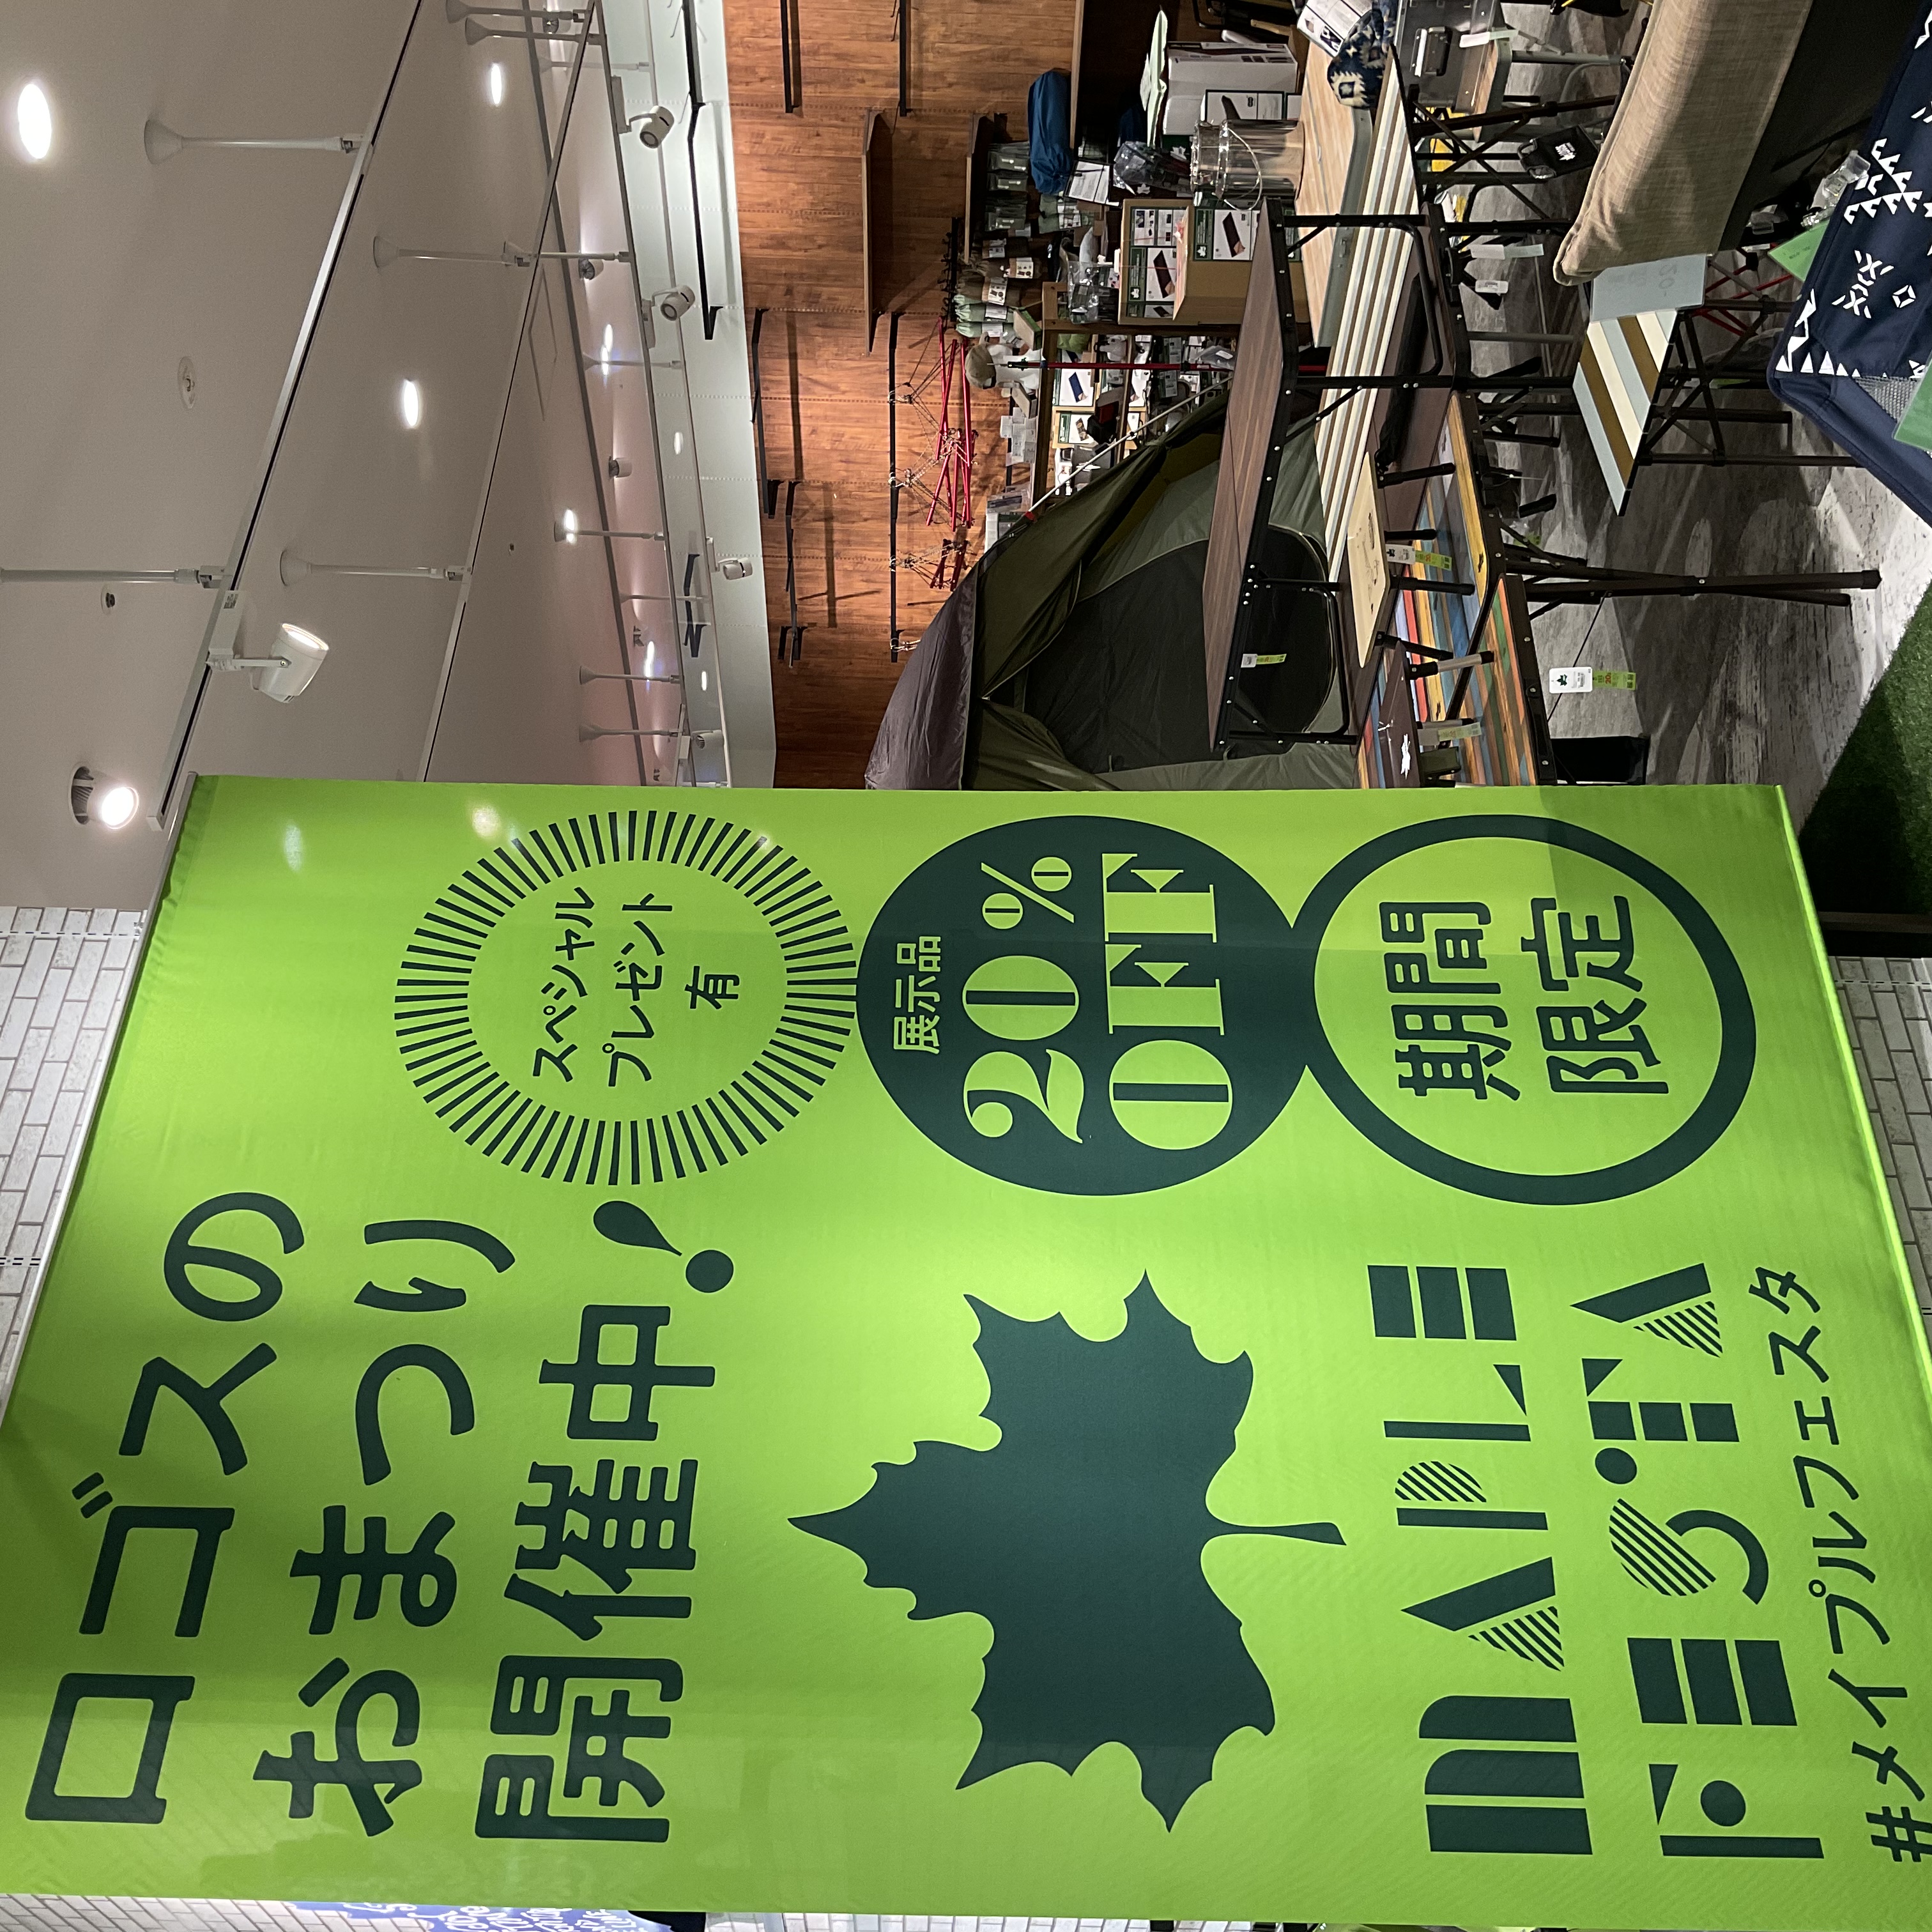 ロゴスの
おまつり
開催中!
MAPLE
FESTA
#メイプルフェスタ
スペシャル
プレゼント
有
展示品
20%
OFF
期間
限定